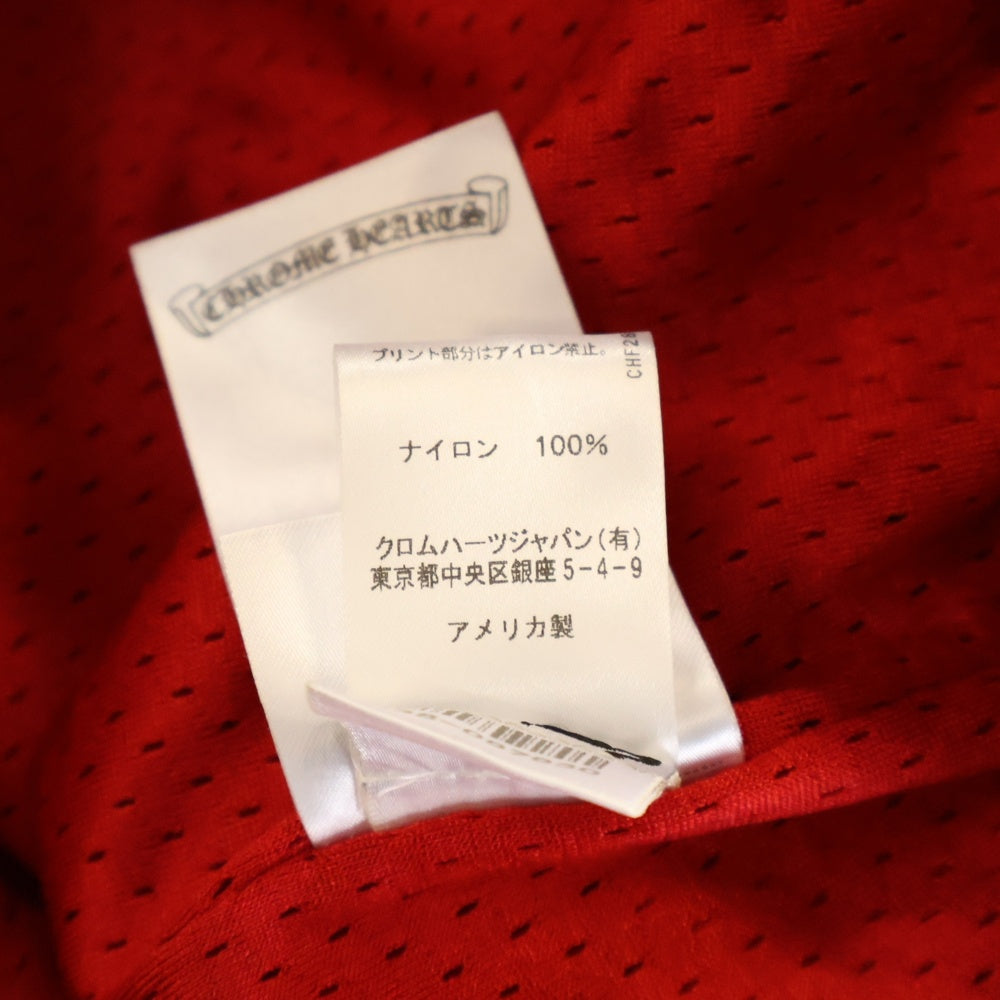 CHROME HEARTS
プリント部分はアイロン禁止。
ナイロン 100%
クロムハーツジャパン(有)
東京都中央区銀座5-4-9
アメリカ製